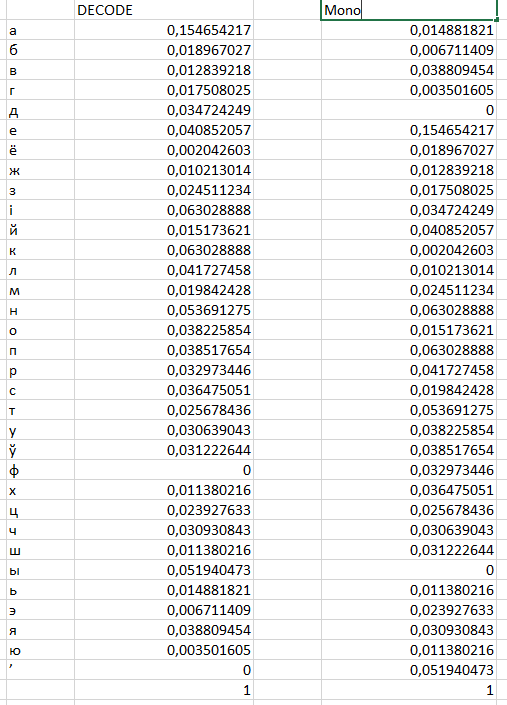 DECODE Mono
а 0,154654217 0,014881821
б 0,018967027 0,006711409
в 0,012839218 0,038809454
г 0,017508025 0,003501605
д 0,034724249 0
е 0,040852057 0,154654217
ё 0,002042603 0,018967027
ж 0,010213014 0,012839218
з 0,024511234 0,017508025
і 0,063028888 0,034724249
й 0,015173621 0,040852057
к 0,063028888 0,002042603
л 0,041727458 0,010213014
м 0,019842428 0,024511234
н 0,053691275 0,063028888
о 0,038225854 0,015173621
п 0,038517654 0,063028888
р 0,032973446 0,041727458
с 0,036475051 0,019842428
т 0,025678436 0,053691275
у 0,030639043 0,038225854
ў 0,031222644 0,038517654
ф 0 0,032973446
х 0,011380216 0,036475051
ц 0,023927633 0,025678436
ч 0,030930843 0,030639043
ш 0,011380216 0,031222644
ы 0,051940473 0
ь 0,014881821 0,011380216
э 0,006711409 0,023927633
я 0,038809454 0,030930843
ю 0,003501605 0,011380216
’ 0 0,051940473
1 1